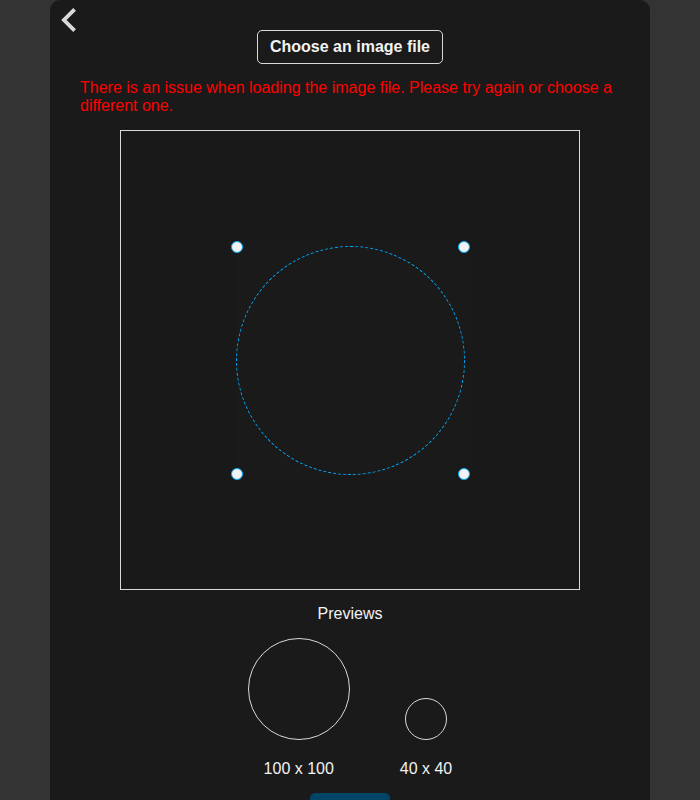 Choose an image file
There is an issue when loading the image file. Please try again or choose a
different one.
Previews
100 x 100
40 x 40